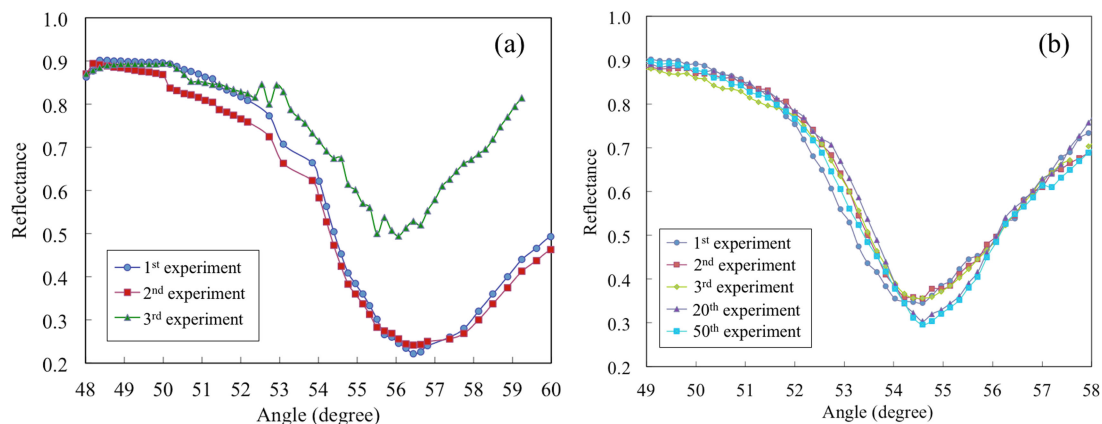 (a)
Reflectance
1.0
0.9
0.8
0.7
0.6
0.5
0.4
0.3
0.2
1st experiment
2nd experiment
3rd experiment
48 49 50 51 52 53 54 55 56 57 58 59 60
Angle (degree)
(b)
Reflectance
1.0
0.9
0.8
0.7
0.6
0.5
0.4
0.3
0.2
1st experiment
2nd experiment
3rd experiment
20th experiment
50th experiment
49 50 51 52 53 54 55 56 57 58
Angle (degree)